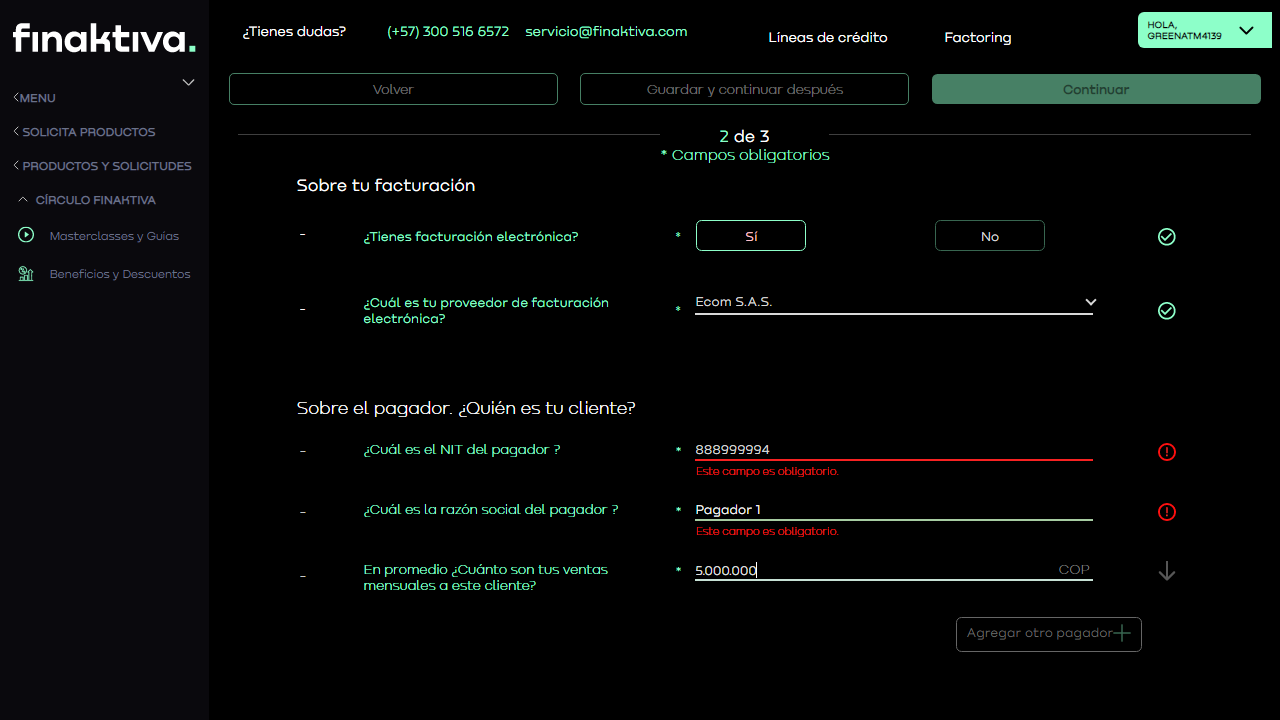 finaktiva.
¿Tienes dudas?
(+57) 300 516 6572
servicio@finaktiva.com
Líneas de crédito
Factoring
HOLA,
GREENATM4139
MENU
SOLICITA PRODUCTOS
PRODUCTOS Y SOLICITUDES
CÍRCULO FINAKTIVA
Masterclasses y Guías
Beneficios y Descuentos
Volver
Guardar y continuar después
Continuar
2 de 3
* Campos obligatorios
Sobre tu facturación
- ¿Tienes facturación electrónica? * Sí No
- ¿Cuál es tu proveedor de facturación
electrónica? * Ecom S.A.S.
Sobre el pagador. ¿Quién es tu cliente?
- ¿Cuál es el NIT del pagador ? * 888999994
Este campo es obligatorio.
- ¿Cuál es la razón social del pagador ? * Pagador 1
Este campo es obligatorio.
- En promedio ¿Cuánto son tus ventas
mensuales a este cliente? * 5.000.000 COP
Agregar otro pagador